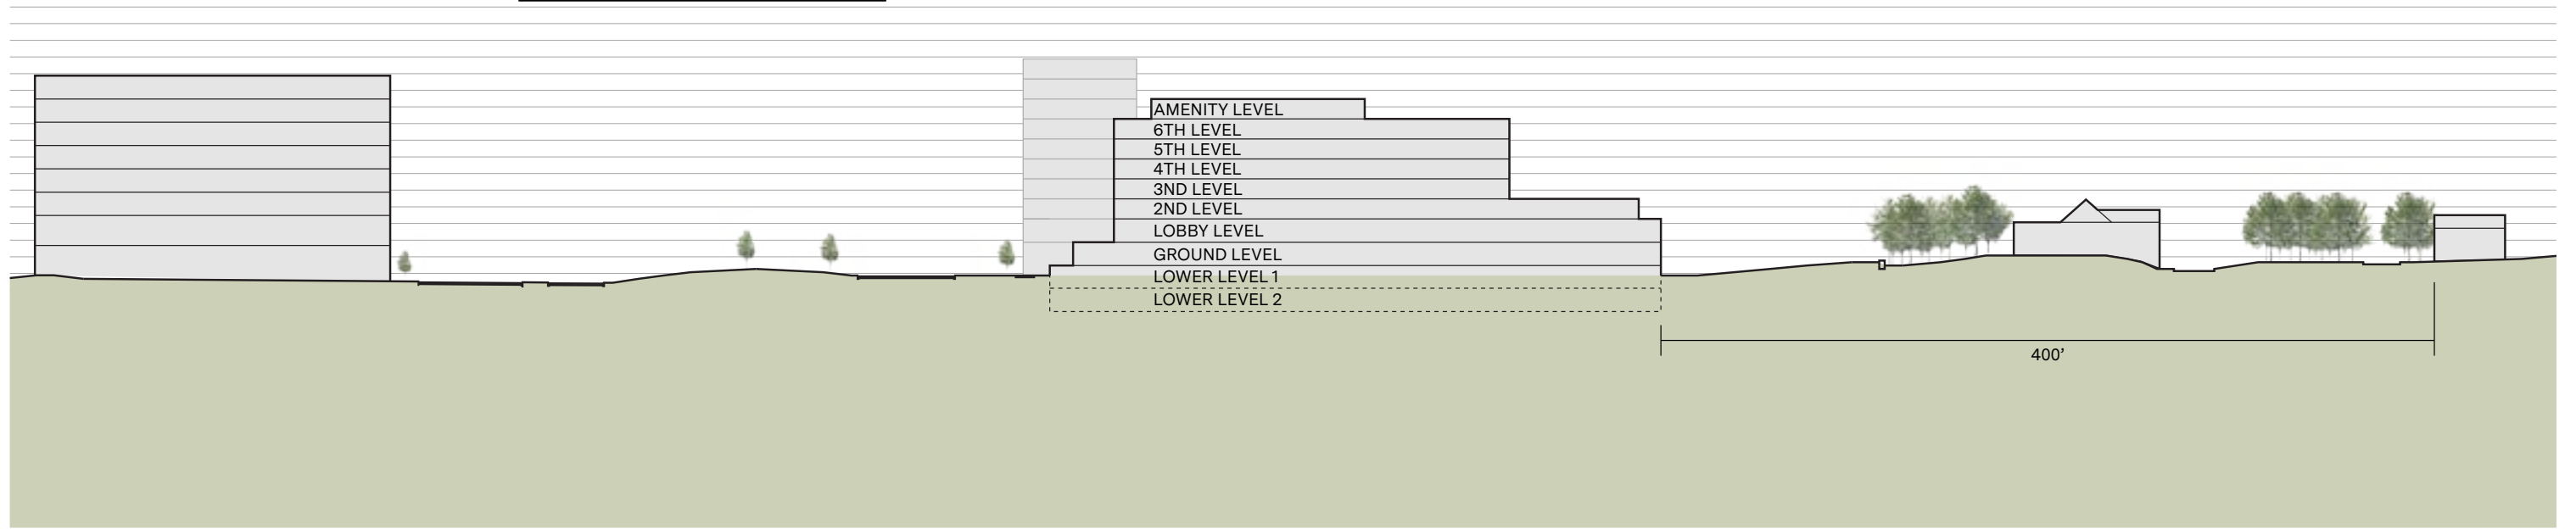 AMENITY LEVEL
6TH LEVEL
5TH LEVEL
4TH LEVEL
3ND LEVEL
2ND LEVEL
LOBBY LEVEL
GROUND LEVEL
LOWER LEVEL 1
LOWER LEVEL 2
400’